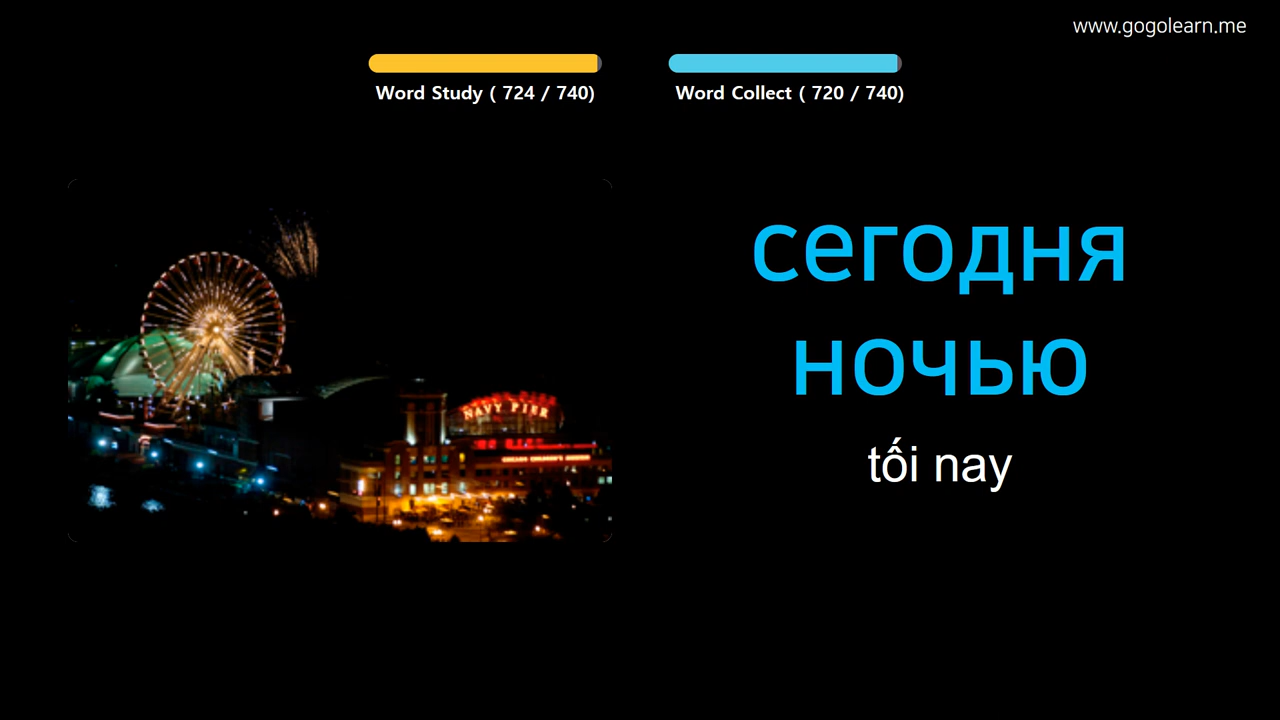 www.gogolearn.me
Word Study ( 724 / 740)
Word Collect ( 720 / 740)
NAVY PIER
сегодня
ночью
tối nay